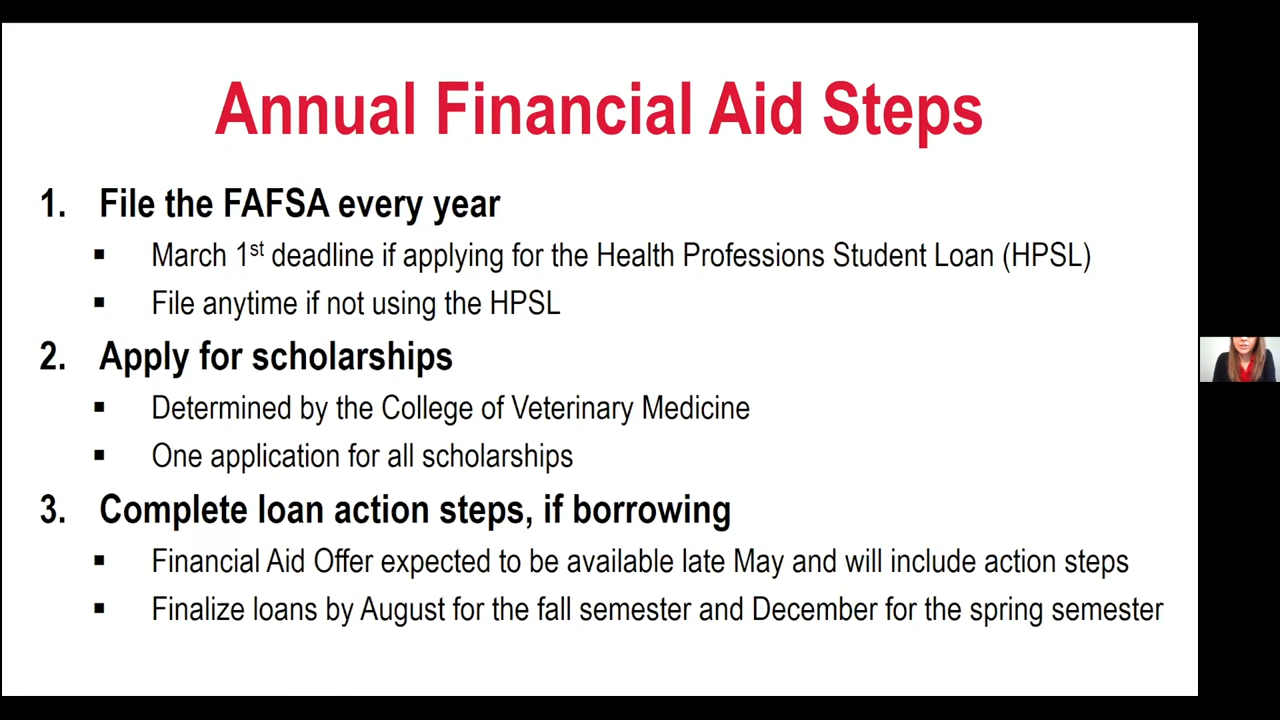 Annual Financial Aid Steps
1. File the FAFSA every year
▪ March 1st deadline if applying for the Health Professions Student Loan (HPSL)
▪ File anytime if not using the HPSL
2. Apply for scholarships
▪ Determined by the College of Veterinary Medicine
▪ One application for all scholarships
3. Complete loan action steps, if borrowing
▪ Financial Aid Offer expected to be available late May and will include action steps
▪ Finalize loans by August for the fall semester and December for the spring semester